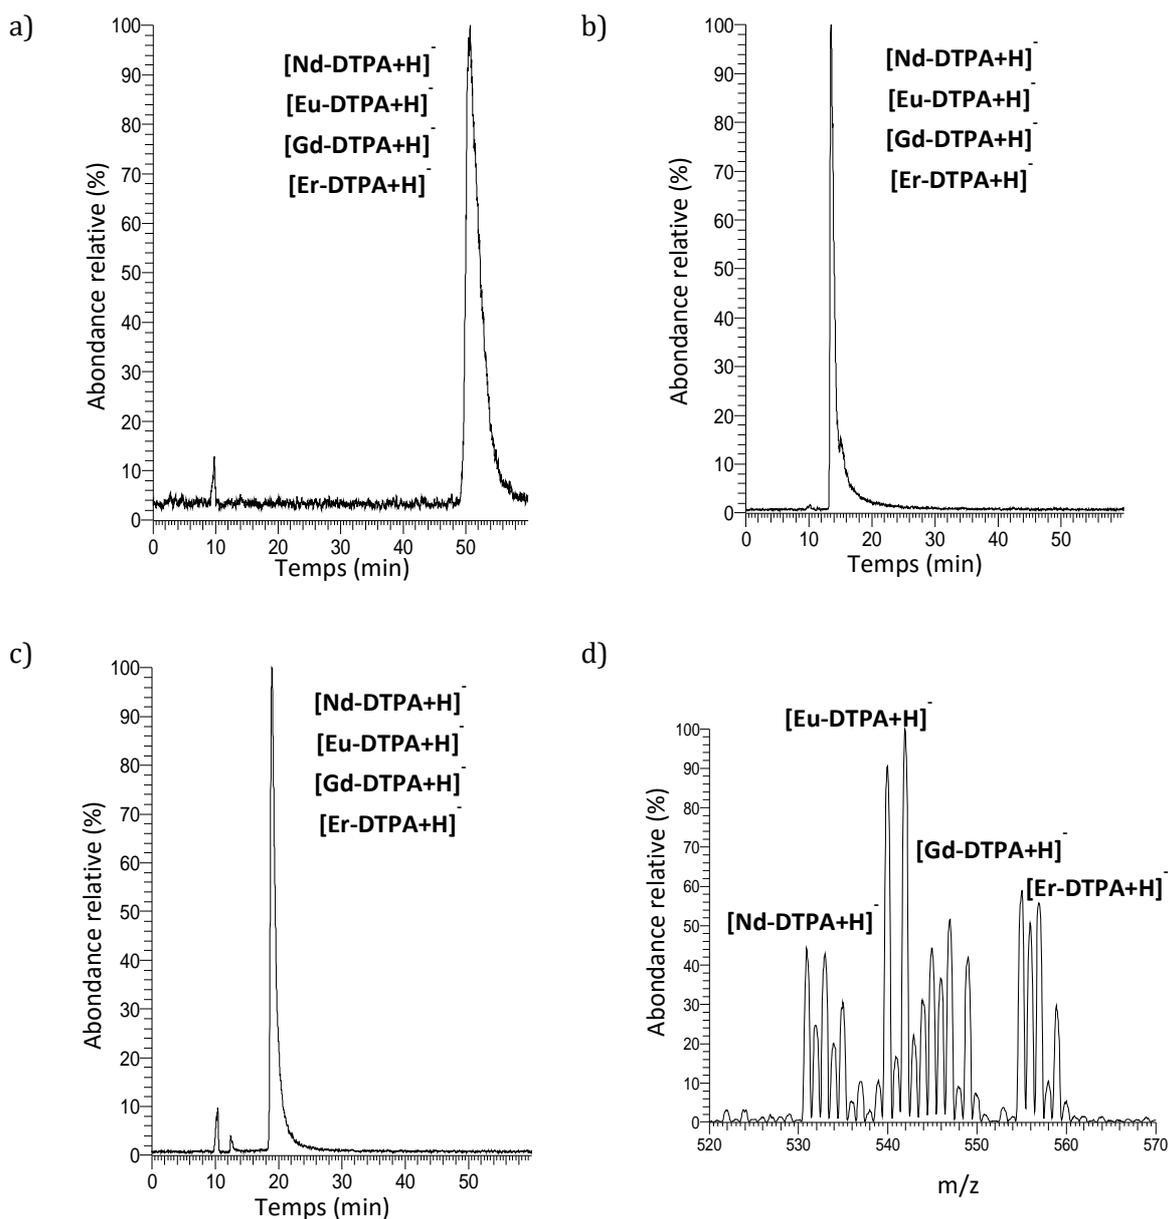 a)
100
90
80
70
60
50
40
30
20
10
0
Abondance relative (%)
[Nd-DTPA+H]-
[Eu-DTPA+H]-
[Gd-DTPA+H]-
[Er-DTPA+H]-
0 10 20 30 40 50
Temps (min)
b)
100
90
80
70
60
50
40
30
20
10
0
Abondance relative (%)
[Nd-DTPA+H]-
[Eu-DTPA+H]-
[Gd-DTPA+H]-
[Er-DTPA+H]-
0 10 20 30 40 50
Temps (min)
c)
100
90
80
70
60
50
40
30
20
10
0
Abondance relative (%)
[Nd-DTPA+H]-
[Eu-DTPA+H]-
[Gd-DTPA+H]-
[Er-DTPA+H]-
0 10 20 30 40 50
Temps (min)
d)
100
90
80
70
60
50
40
30
20
10
0
Abondance relative (%)
[Eu-DTPA+H]-
[Gd-DTPA+H]-
[Er-DTPA+H]-
[Nd-DTPA+H]-
520 530 540 550 560 570
m/z